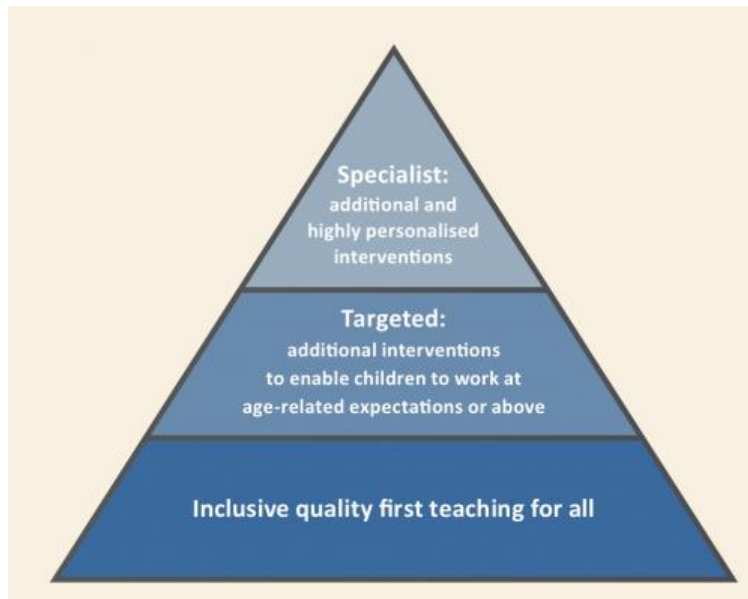 Specialist:
additional and
highly personalised
interventions
Targeted:
additional interventions
to enable children to work at
age-related expectations or above
Inclusive quality first teaching for all